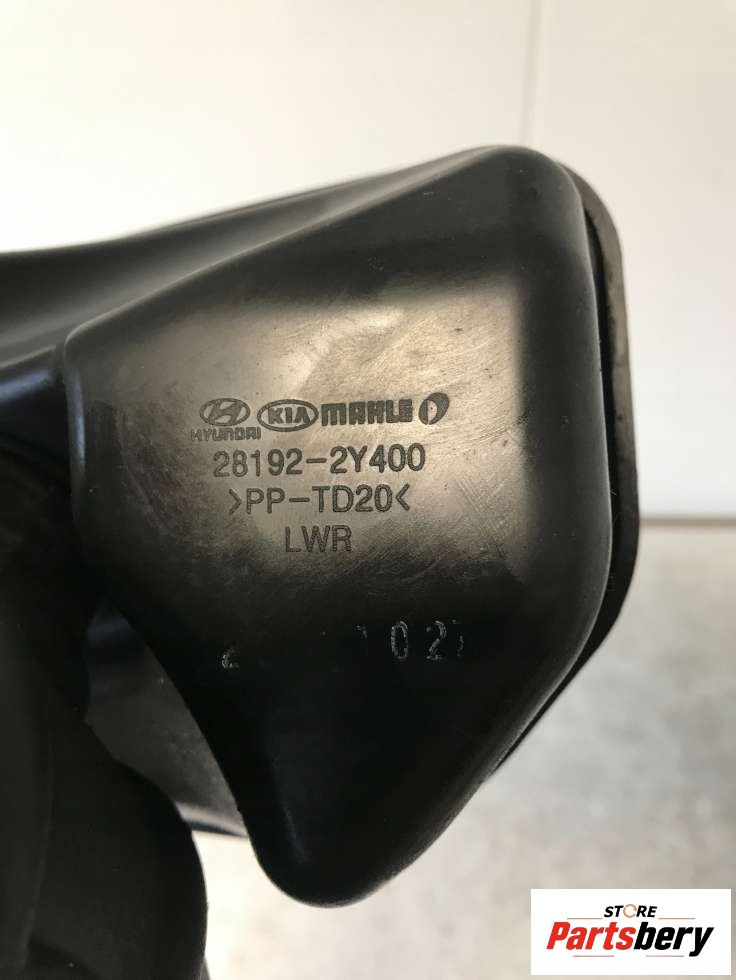 HYUNDAI KIA MAHLE
28192-2Y400
>PP-TD20<
LWR
STORE
Partsbery